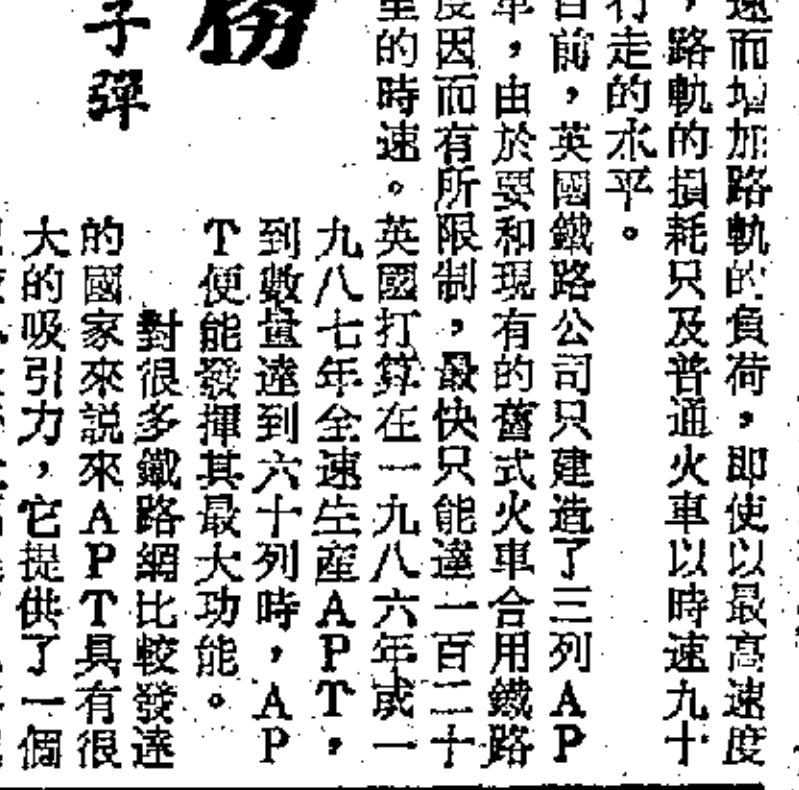 速而增加路軌的負荷，即使以最高速度
，路軌的損耗只及普通火車以時速九十
行走的水平。
目前，英國鐵路公司只建造了三列AP
車，由於要和現有的舊式火車合用鐵路
度因而有所限制，最快只能達一百二十
里的時速。英國打算在一九八六年或一
九八七年全速生產APT，
到數量達到六十列時，AP
T便能發揮其最大功能。
對很多鐵路網比較發達
的國家來説來APT具有很
大的吸引力，它提供了一個
子彈